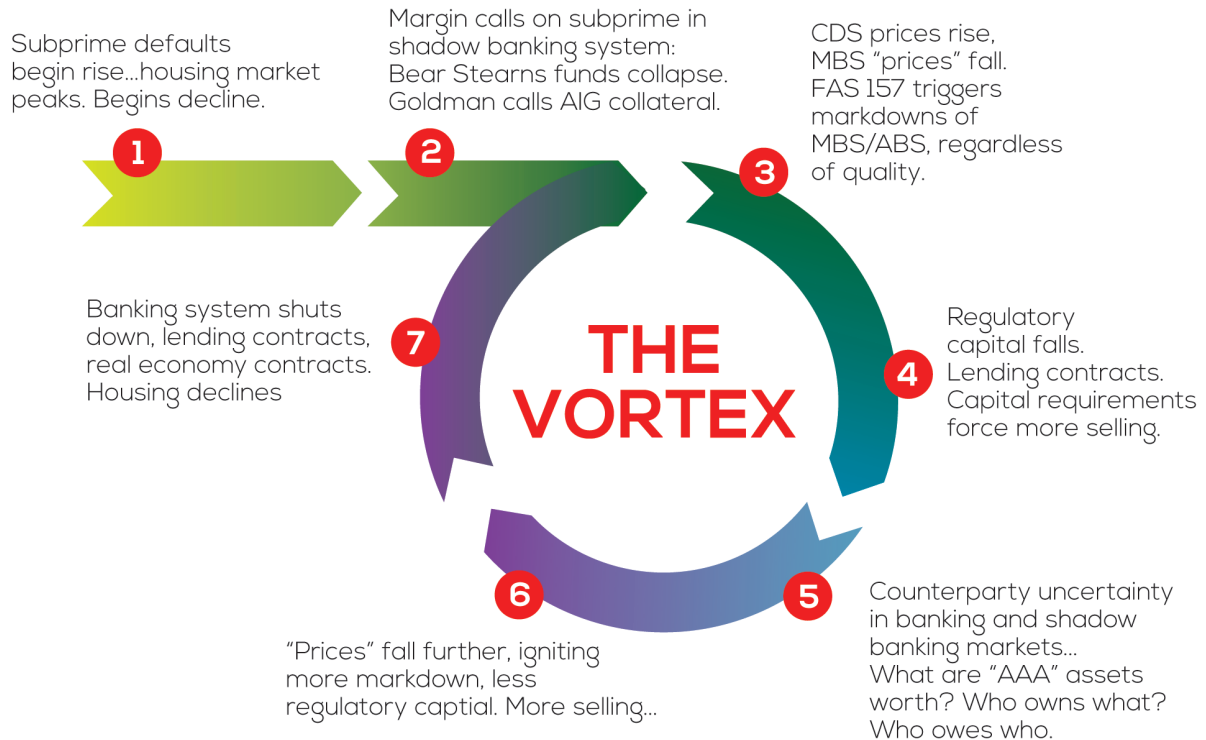 1
Subprime defaults
begin rise...housing market
peaks. Begins decline.
2
Margin calls on subprime in
shadow banking system:
Bear Stearns funds collapse.
Goldman calls AIG collateral.
3
CDS prices rise,
MBS “prices” fall.
FAS 157 triggers
markdowns of
MBS/ABS, regardless
of quality.
4
Regulatory
capital falls.
Lending contracts.
Capital requirements
force more selling.
5
Counterparty uncertainty
in banking and shadow
banking markets...
What are “AAA” assets
worth? Who owns what?
Who owes who.
6
“Prices” fall further, igniting
more markdown, less
regulatory captial. More selling...
7
Banking system shuts
down, lending contracts,
real economy contracts.
Housing declines
THE
VORTEX